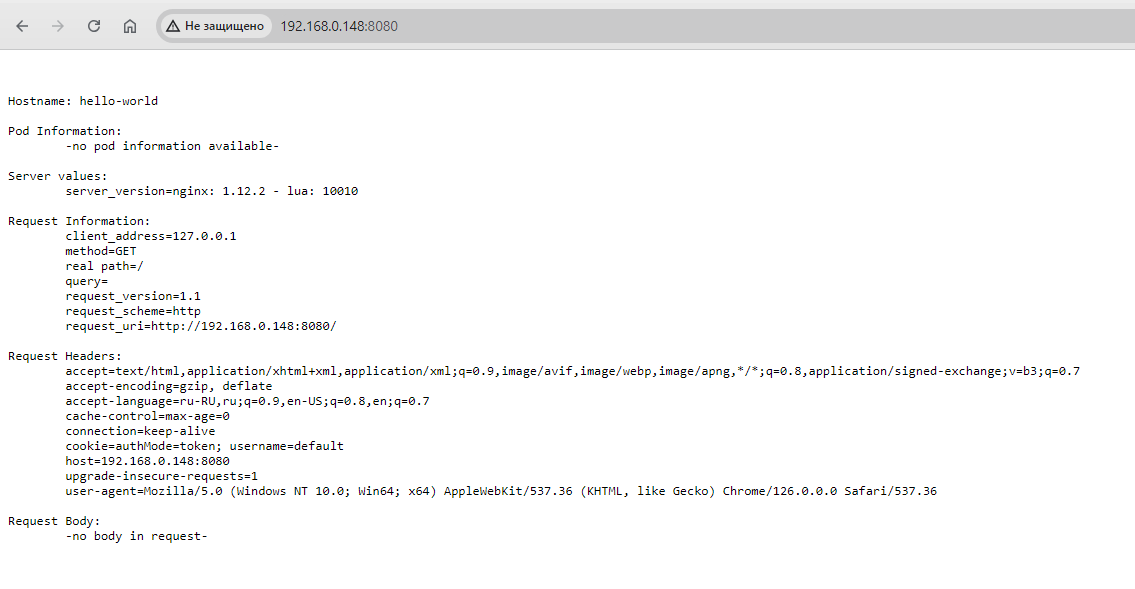 Не защищено 192.168.0.148:8080
Hostname: hello-world
Pod Information:
-no pod information available-
Server values:
server_version=nginx: 1.12.2 - lua: 10010
Request Information:
client_address=127.0.0.1
method=GET
real path=/
query=
request_version=1.1
request_scheme=http
request_uri=http://192.168.0.148:8080/
Request Headers:
accept=text/html,application/xhtml+xml,application/xml;q=0.9,image/avif,image/webp,image/apng,*/*;q=0.8,application/signed-exchange;v=b3;q=0.7
accept-encoding=gzip, deflate
accept-language=ru-RU,ru;q=0.9,en-US;q=0.8,en;q=0.7
cache-control=max-age=0
connection=keep-alive
cookie=authMode=token; username=default
host=192.168.0.148:8080
upgrade-insecure-requests=1
user-agent=Mozilla/5.0 (Windows NT 10.0; Win64; x64) AppleWebKit/537.36 (KHTML, like Gecko) Chrome/126.0.0.0 Safari/537.36
Request Body:
-no body in request-